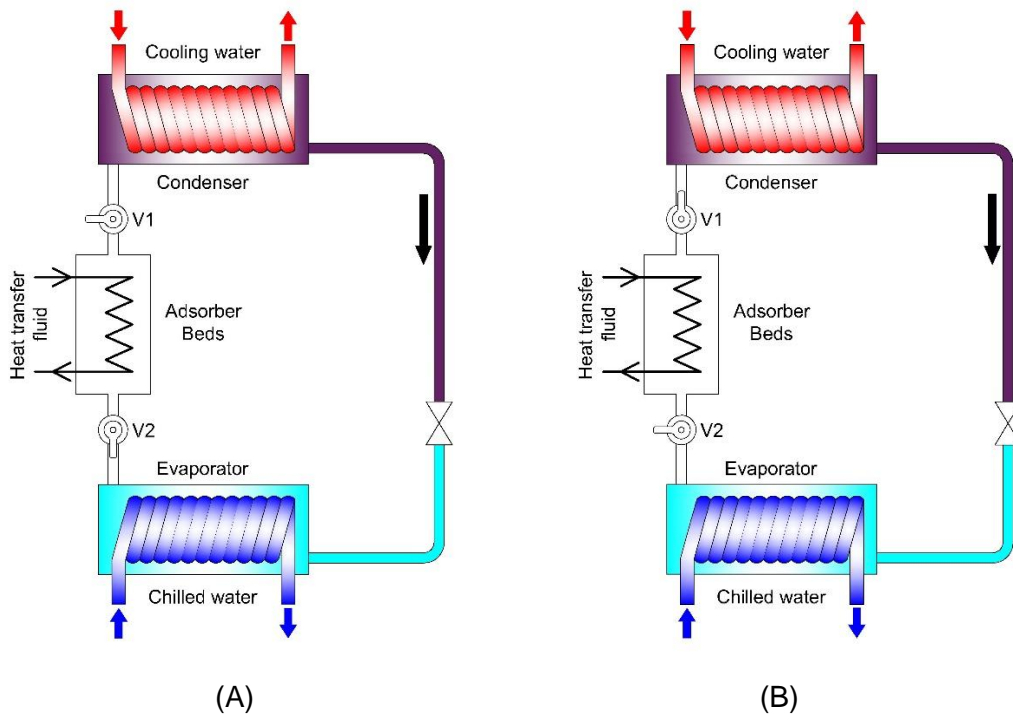 Cooling water
Condenser
V1
Heat transfer
fluid
Adsorber
Beds
V2
Evaporator
Chilled water
(A)
Cooling water
Condenser
V1
Heat transfer
fluid
Adsorber
Beds
V2
Evaporator
Chilled water
(B)